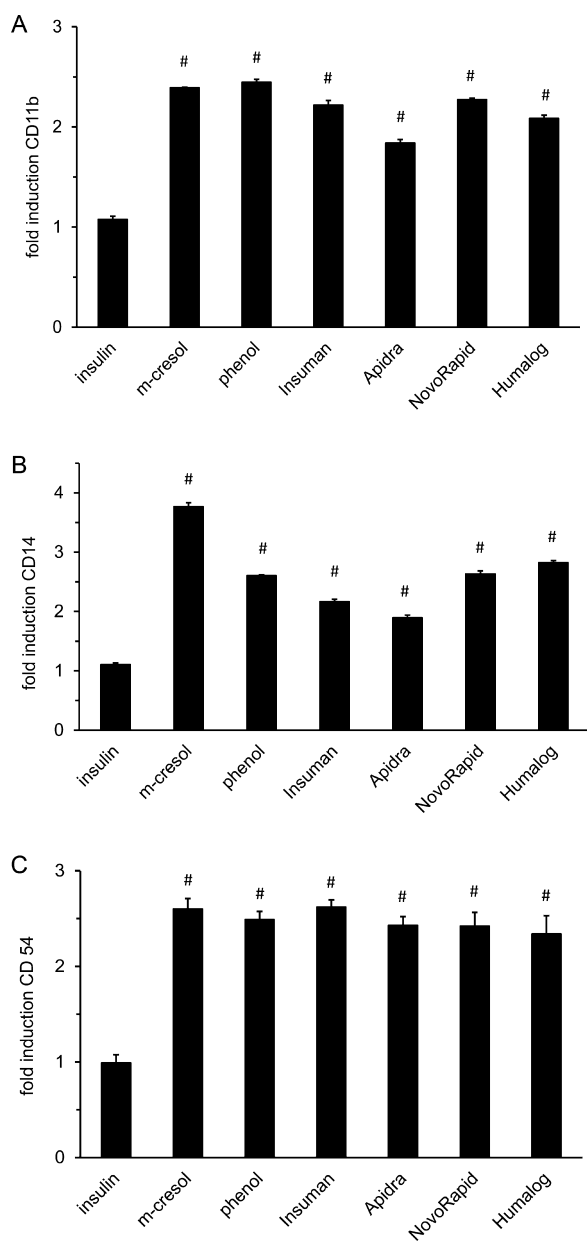 A
fold induction CD11b
3
2
1
0
#
#
#
#
#
#
insulin
m-cresol
phenol
Insuman
Apidra
NovoRapid
Humalog
B
fold induction CD14
4
3
2
1
0
#
#
#
#
#
#
insulin
m-cresol
phenol
Insuman
Apidra
NovoRapid
Humalog
C
fold induction CD 54
3
2
1
0
#
#
#
#
#
#
insulin
m-cresol
phenol
Insuman
Apidra
NovoRapid
Humalog